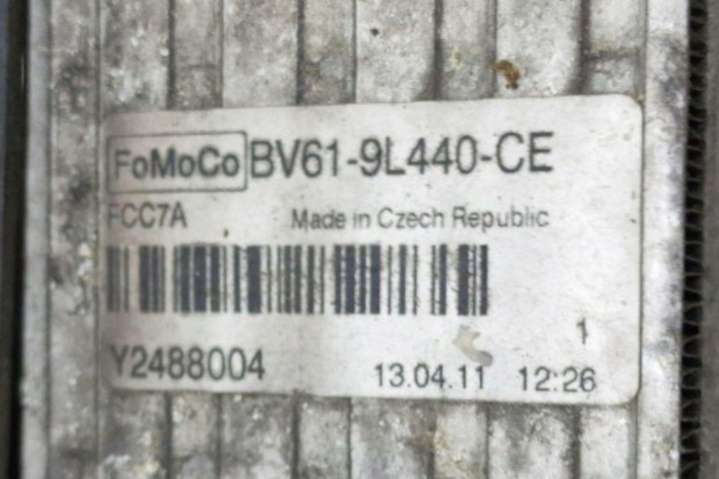 FoMoCo BV61-9L440-CE
FCC7A Made in Czech Republic
1
Y2488004 13.04.11 12:26